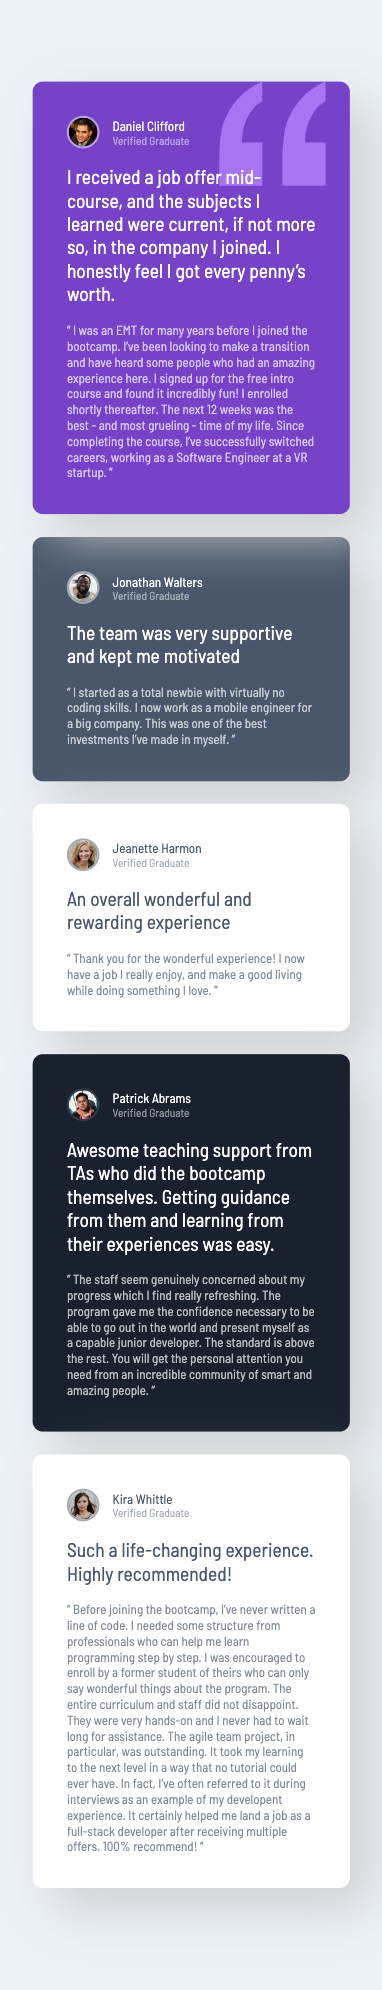 Daniel Clifford
Verified Graduate
I received a job offer mid-
course, and the subjects I
learned were current, if not more
so, in the company I joined. I
honestly feel I got every penny’s
worth.
“ I was an EMT for many years before I joined the
bootcamp. I’ve been looking to make a transition
and have heard some people who had an amazing
experience here. I signed up for the free intro
course and found it incredibly fun! I enrolled
shortly thereafter. The next 12 weeks was the
best - and most grueling - time of my life. Since
completing the course, I’ve successfully switched
careers, working as a Software Engineer at a VR
startup. ”
Jonathan Walters
Verified Graduate
The team was very supportive
and kept me motivated
“ I started as a total newbie with virtually no
coding skills. I now work as a mobile engineer for
a big company. This was one of the best
investments I’ve made in myself. ”
Jeanette Harmon
Verified Graduate
An overall wonderful and
rewarding experience
“ Thank you for the wonderful experience! I now
have a job I really enjoy, and make a good living
while doing something I love. ”
Patrick Abrams
Verified Graduate
Awesome teaching support from
TAs who did the bootcamp
themselves. Getting guidance
from them and learning from
their experiences was easy.
“ The staff seem genuinely concerned about my
progress which I find really refreshing. The
program gave me the confidence necessary to be
able to go out in the world and present myself as
a capable junior developer. The standard is above
the rest. You will get the personal attention you
need from an incredible community of smart and
amazing people. ”
Kira Whittle
Verified Graduate
Such a life-changing experience.
Highly recommended!
“ Before joining the bootcamp, I’ve never written a
line of code. I needed some structure from
professionals who can help me learn
programming step by step. I was encouraged to
enroll by a former student of theirs who can only
say wonderful things about the program. The
entire curriculum and staff did not disappoint.
They were very hands-on and I never had to wait
long for assistance. The agile team project, in
particular, was outstanding. It took my learning
to the next level in a way that no tutorial could
ever have. In fact, I’ve often referred to it during
interviews as an example of my developent
experience. It certainly helped me land a job as a
full-stack developer after receiving multiple
offers. 100% recommend! ”